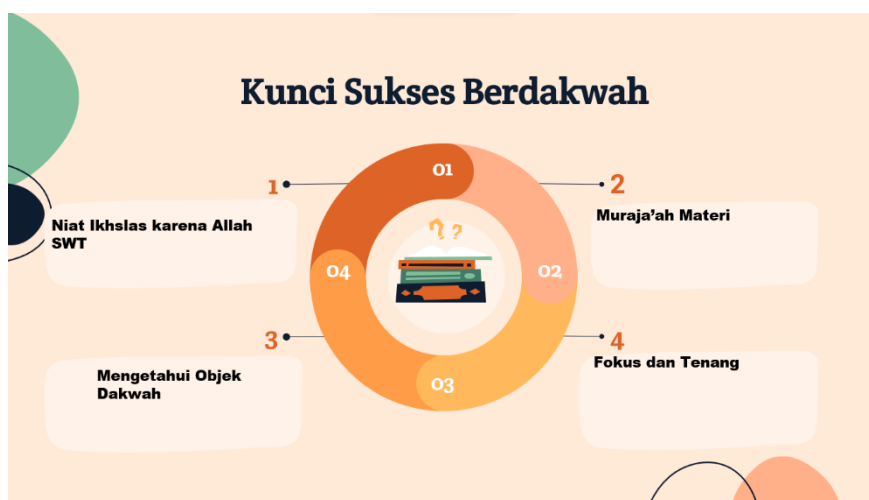 Kunci Sukses Berdakwah
1
Niat Ikhslas karena Allah
SWT
2
Muraja’ah Materi
3
Mengetahui Objek
Dakwah
4
Fokus dan Tenang
01
02
03
04
? ?